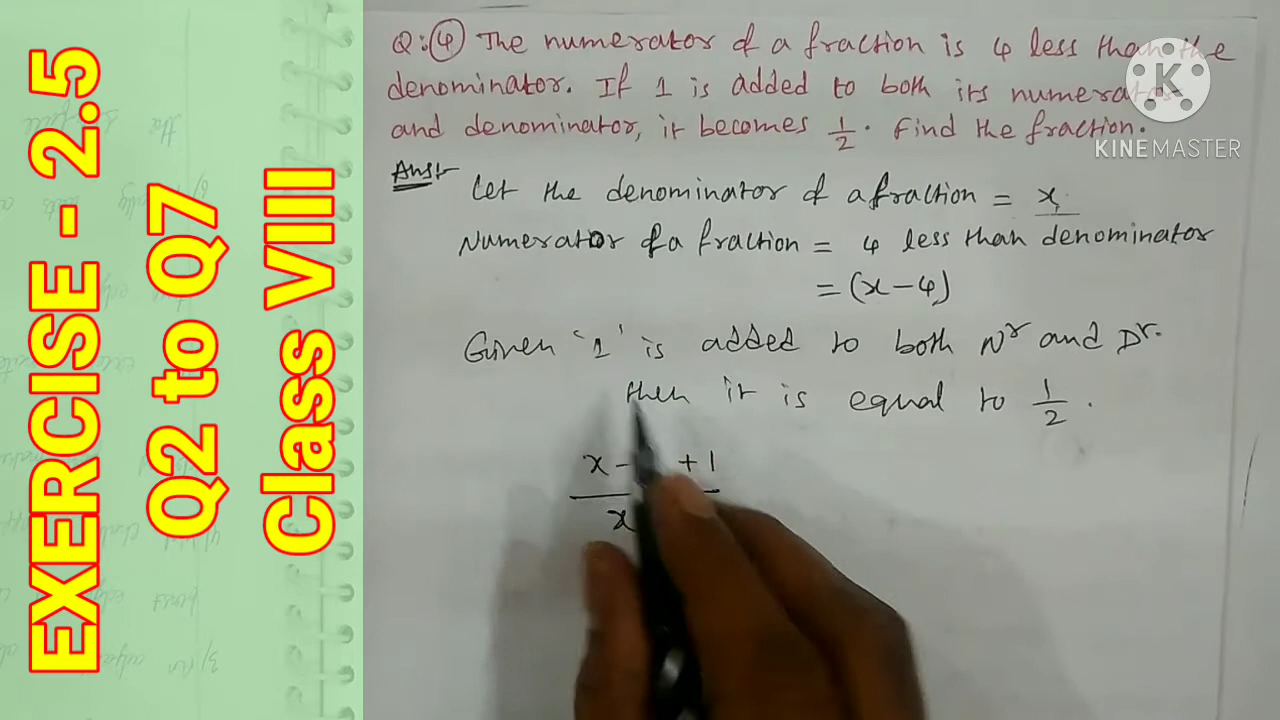 EXERCISE - 2.5
Q2 to Q7
Class VIII
Q:④ The numerator of a fraction is 4 less than the
denominator. If 1 is added to both its numerator
and denominator, it becomes 1/2. Find the fraction.
KINEMASTER
Ans:-
Let the denominator of a fraction = x.
Numerator of a fraction = 4 less than denominator
= (x-4)
Given '1' is added to both Nr and Dr.
then it is equal to 1/2.
x- +1
x